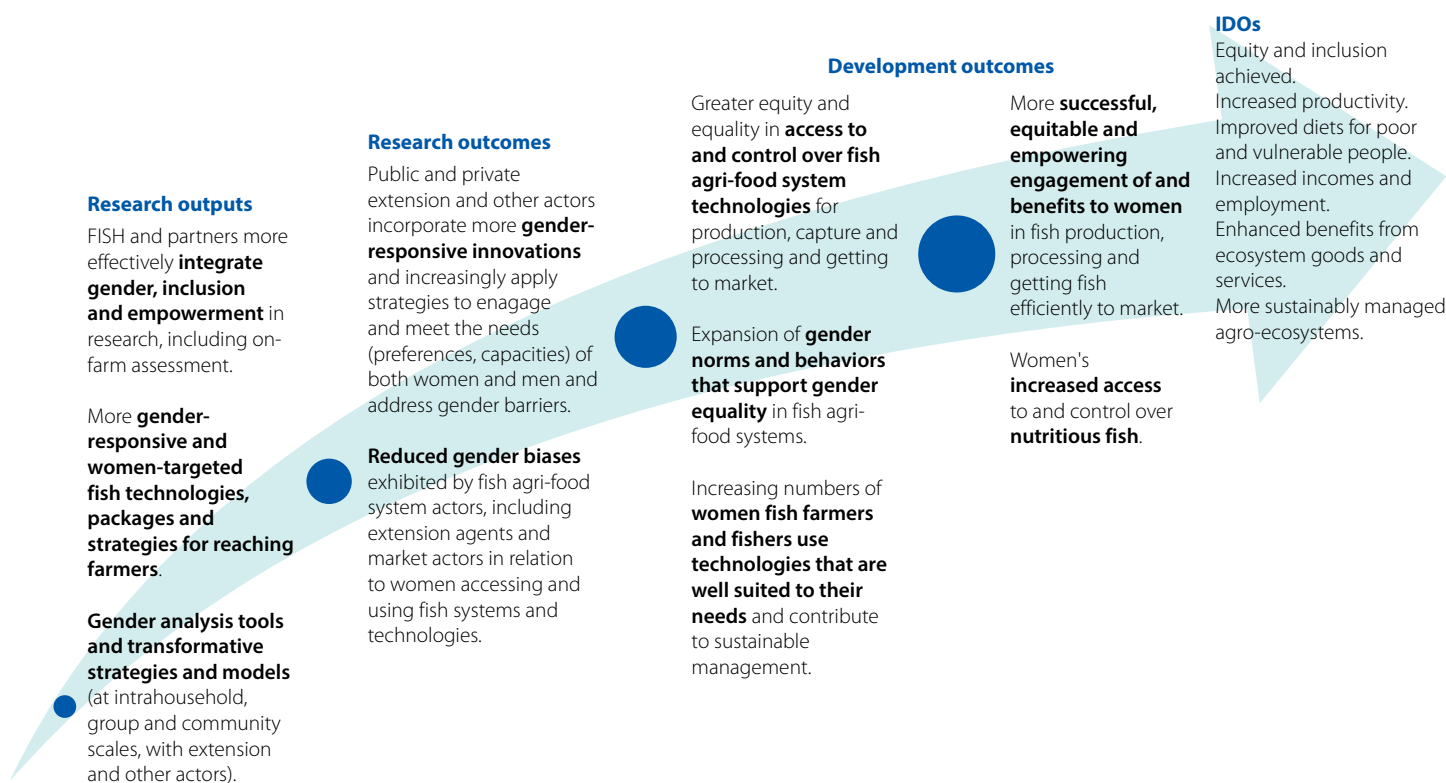 Research outputs
FISH and partners more
effectively integrate
gender, inclusion
and empowerment in
research, including on-
farm assessment.
More gender-
responsive and
women-targeted
fish technologies,
packages and
strategies for reaching
farmers.
Gender analysis tools
and transformative
strategies and models
(at intrahousehold,
group and community
scales, with extension
and other actors).
Research outcomes
Public and private
extension and other actors
incorporate more gender-
responsive innovations
and increasingly apply
strategies to enagage
and meet the needs
(preferences, capacities) of
both women and men and
address gender barriers.
Reduced gender biases
exhibited by fish agri-food
system actors, including
extension agents and
market actors in relation
to women accessing and
using fish systems and
technologies.
Development outcomes
Greater equity and
equality in access to
and control over fish
agri-food system
technologies for
production, capture and
processing and getting
to market.
Expansion of gender
norms and behaviors
that support gender
equality in fish agri-
food systems.
Increasing numbers of
women fish farmers
and fishers use
technologies that are
well suited to their
needs and contribute
to sustainable
management.
More successful,
equitable and
empowering
engagement of and
benefits to women
in fish production,
processing and
getting fish
efficiently to market.
Women's
increased access
to and control over
nutritious fish.
IDOs
Equity and inclusion
achieved.
Increased productivity.
Improved diets for poor
and vulnerable people.
Increased incomes and
employment.
Enhanced benefits from
ecosystem goods and
services.
More sustainably managed
agro-ecosystems.